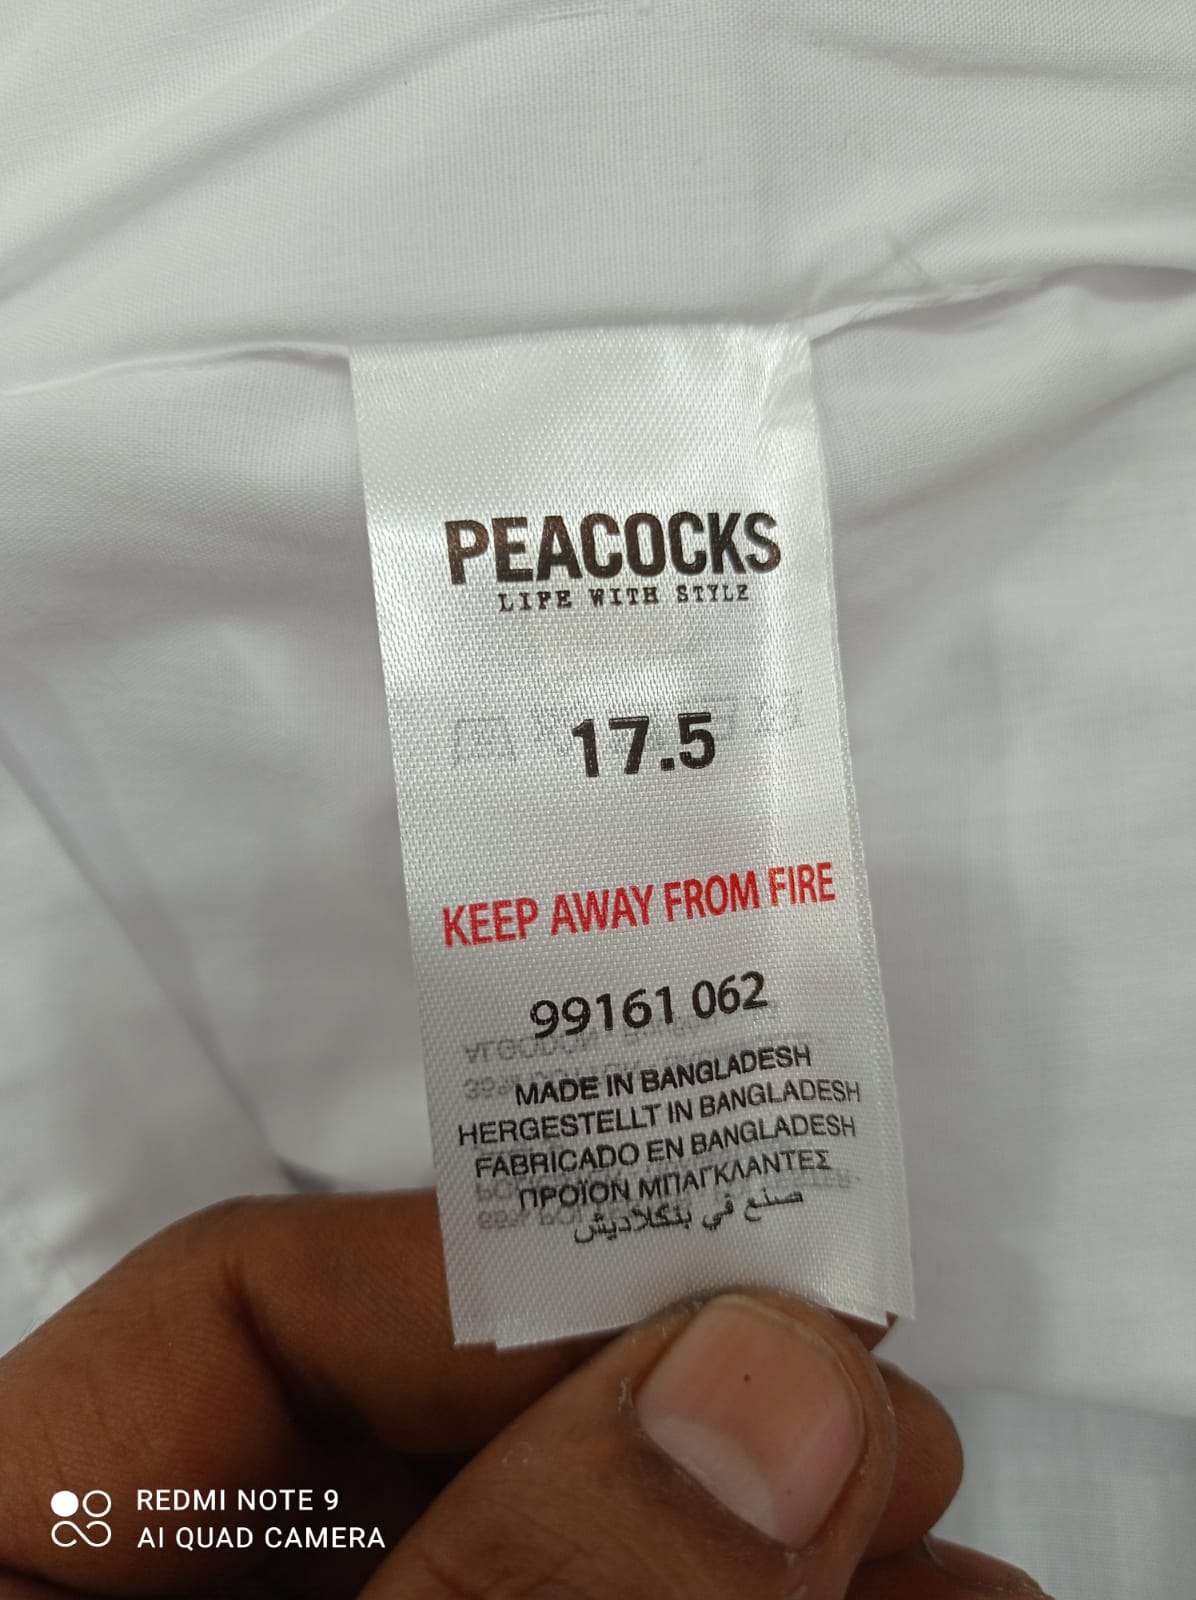 PEACOCKS
LIFE WITH STYLE
17.5
KEEP AWAY FROM FIRE
99161 062
MADE IN BANGLADESH
HERGESTELLT IN BANGLADESH
FABRICADO EN BANGLADESH
ΠΡΟΪΟΝ ΜΠΑΓΚΛΑΝΤΕΣ
صنع في بنكلاديش
REDMI NOTE 9
AI QUAD CAMERA